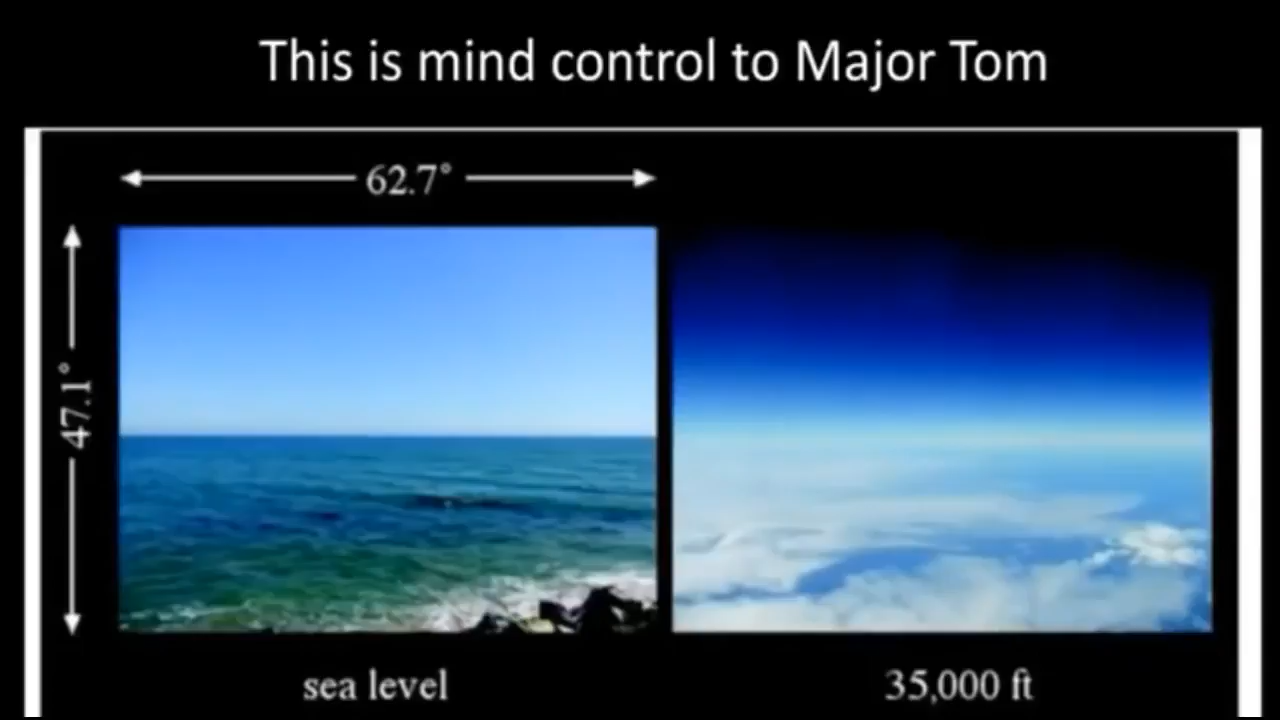 This is mind control to Major Tom
62.7°
47.1°
sea level
35,000 ft